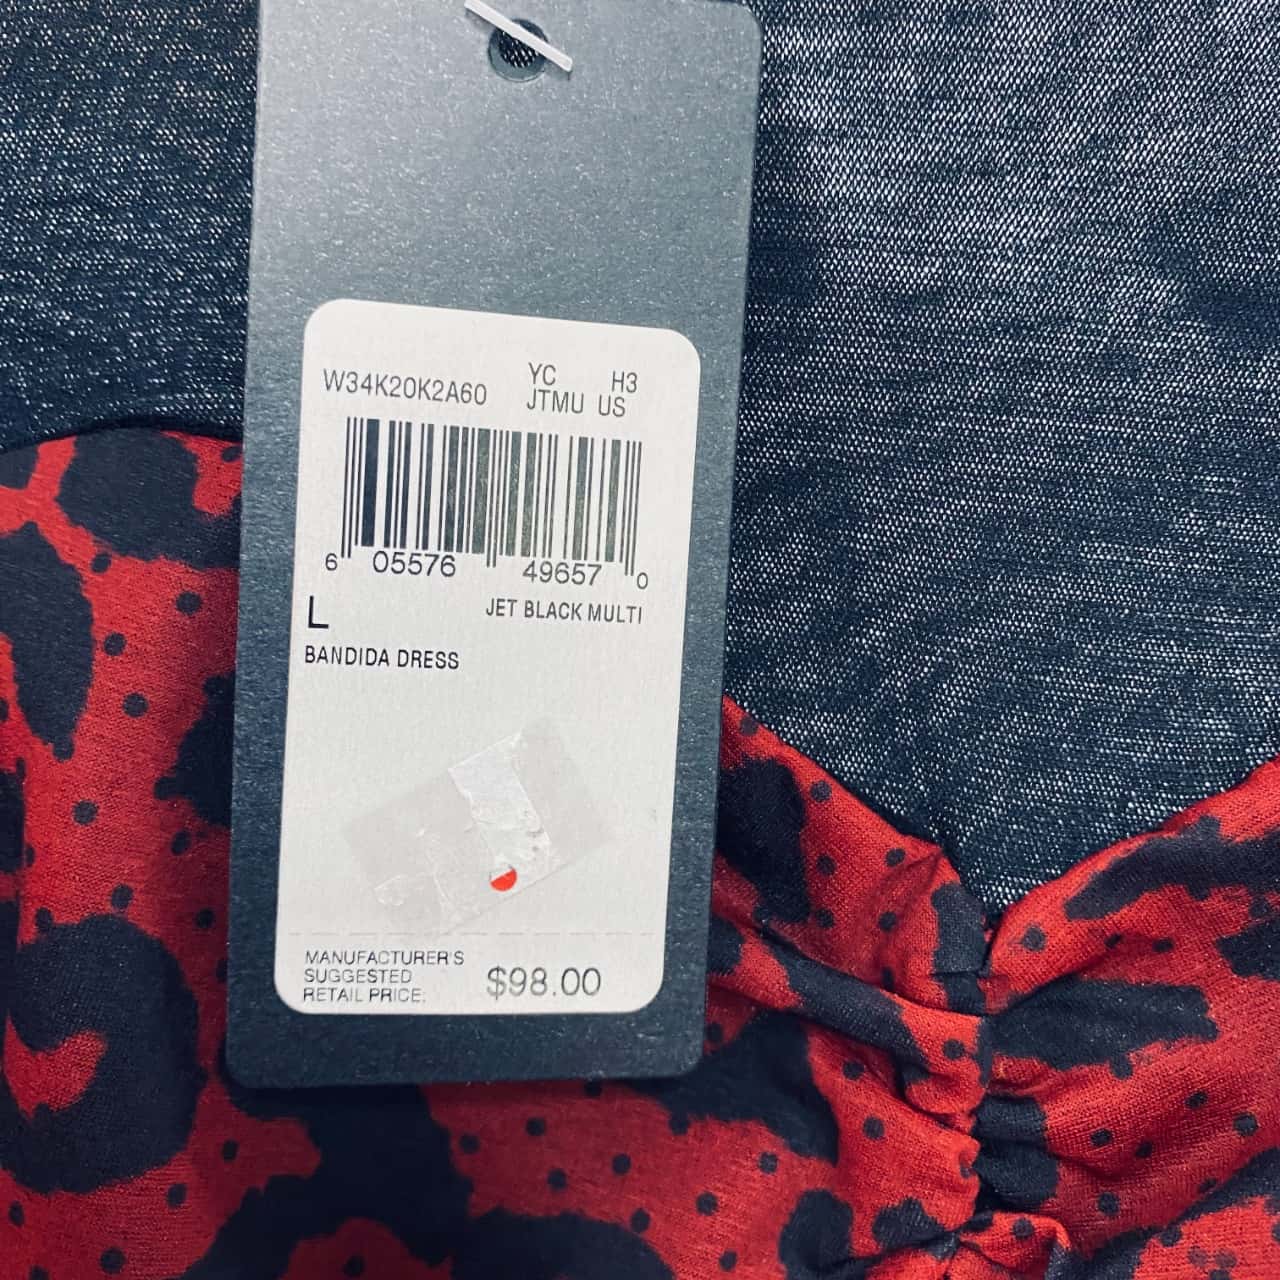 W34K20K2A60 YC H3
JTMU US
6 05576 49657 0
L JET BLACK MULTI
BANDIDA DRESS
MANUFACTURER'S
SUGGESTED
RETAIL PRICE: $98.00